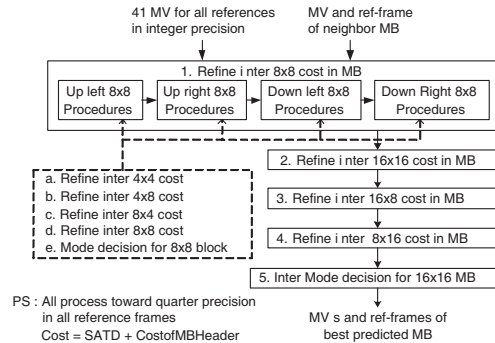 41 MV for all references
in integer precision
MV and ref-frame
of neighbor MB
1. Refine i nter 8x8 cost in MB
Up left 8x8
Procedures
Up right 8x8
Procedures
Down left 8x8
Procedures
Down Right 8x8
Procedures
a. Refine inter 4x4 cost
b. Refine inter 4x8 cost
c. Refine inter 8x4 cost
d. Refine inter 8x8 cost
e. Mode decision for 8x8 block
2. Refine i nter 16x16 cost in MB
3. Refine i nter 16x8 cost in MB
4. Refine i nter 8x16 cost in MB
5. Inter Mode decision for 16x16 MB
PS : All process toward quarter precision
in all reference frames
Cost = SATD + CostofMBHeader
MV s and ref-frames of
best predicted MB